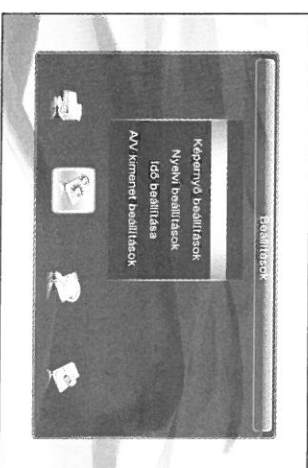 Beállítások
Képernyő beállítások
Nyelvi beállítások
Idő beállítása
A/V kimenet beállítások